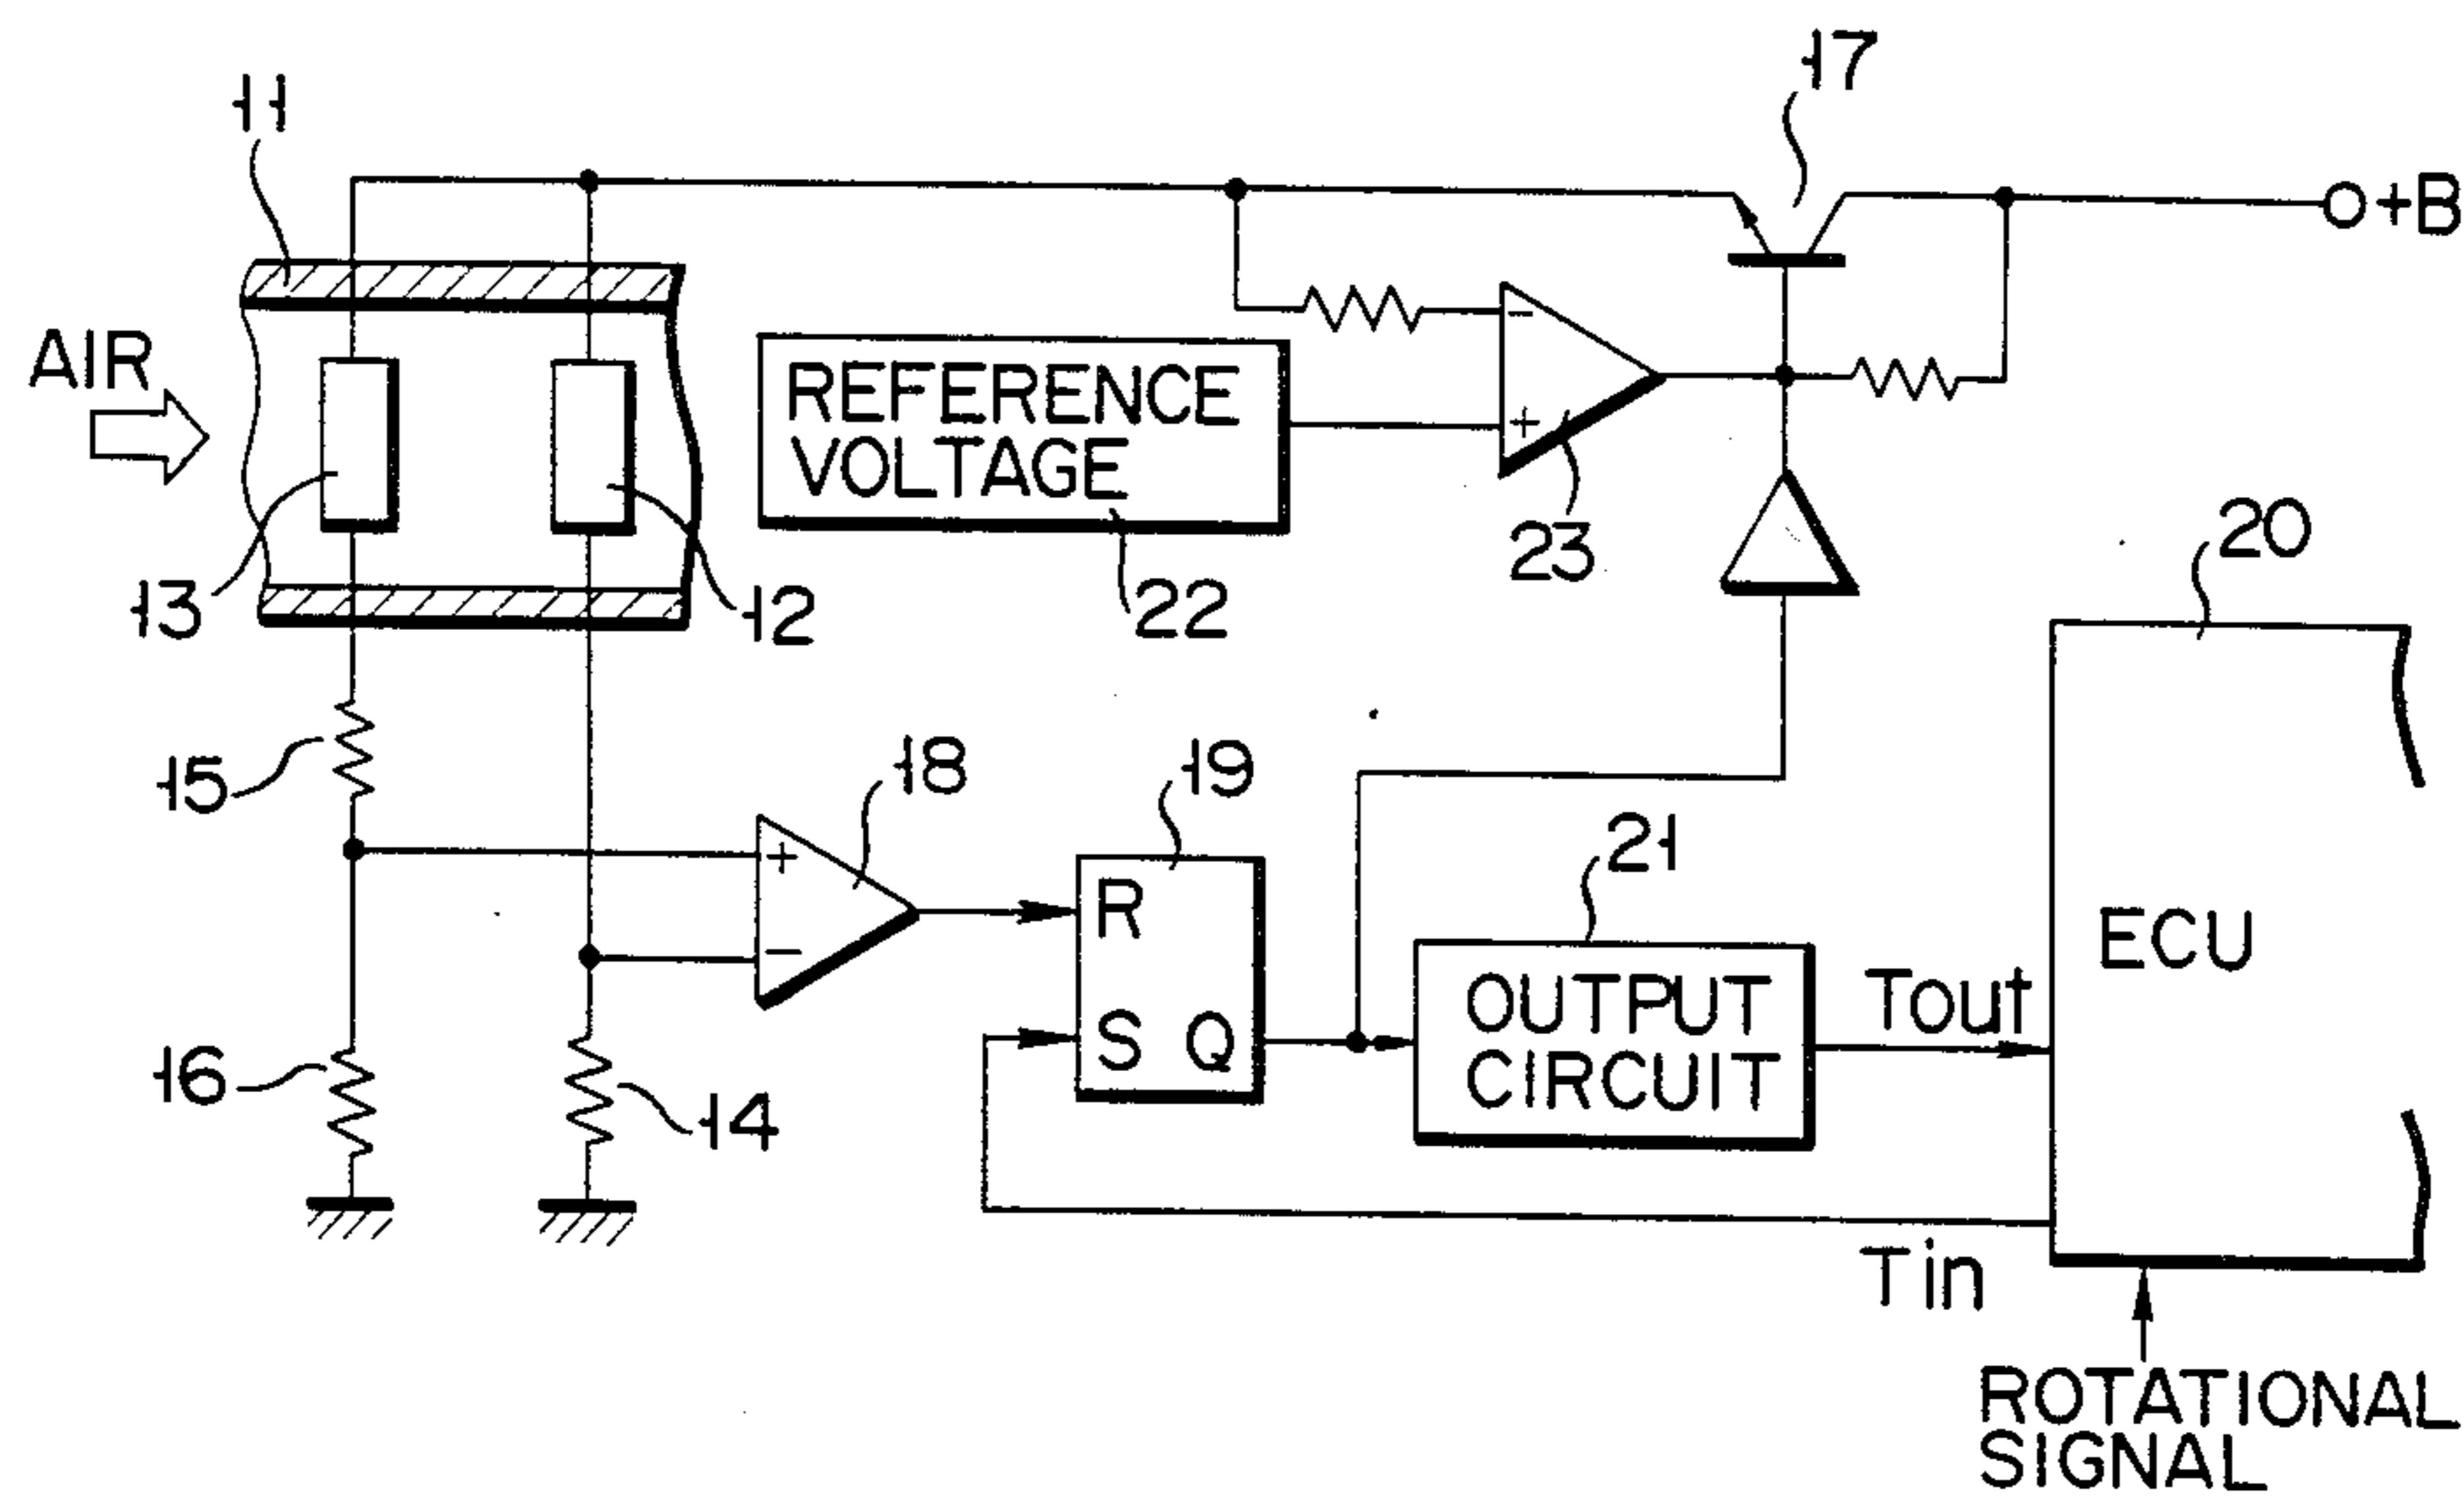 17
11
+B
AIR
REFERENCE
VOLTAGE
-
+
23
20
13
12
22
15
18
19
21
+
-
R
S Q
ECU
OUTPUT
CIRCUIT
Tout
16
14
Tin
ROTATIONAL
SIGNAL